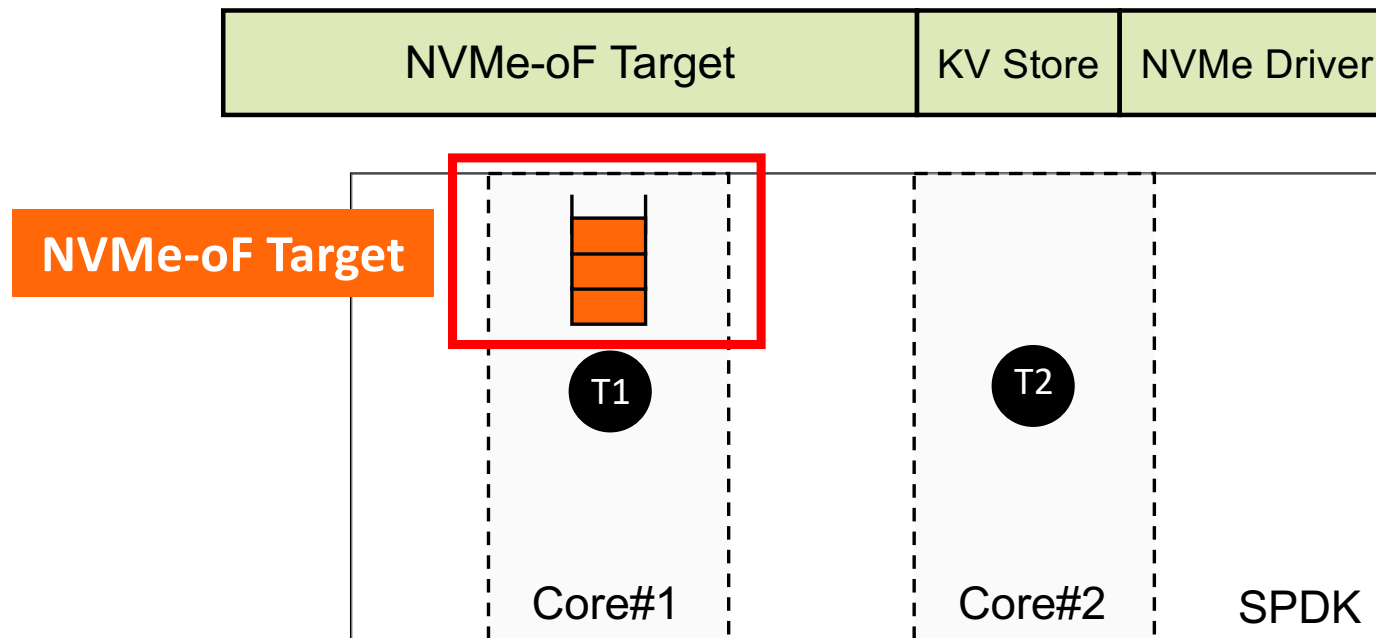 NVMe-oF Target
KV Store
NVMe Driver
NVMe-oF Target
T1
T2
Core#1
Core#2
SPDK